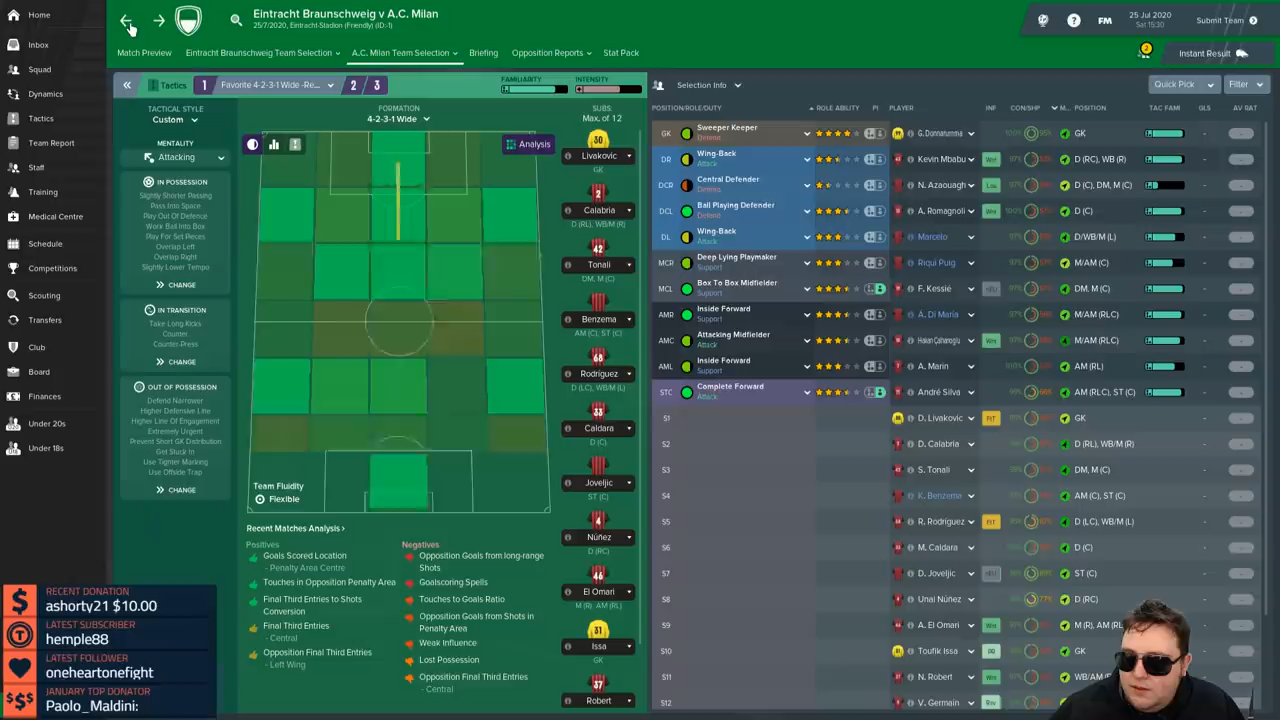 Home
Inbox
Squad
Dynamics
Tactics
Team Report
Staff
Training
Medical Centre
Schedule
Competitions
Scouting
Transfers
Club
Board
Finances
Under 20s
Under 18s
Eintracht Braunschweig v A.C. Milan
25/7/2020, Eintracht-Stadion (Friendly) (ID:-1)
FM
25 Jul 2020
Sat 15:30
Submit Team
Match Preview
Eintracht Braunschweig Team Selection
A.C. Milan Team Selection
Briefing
Opposition Reports
Stat Pack
2
Instant Result
Tactics
1
Favorite 4-2-3-1 Wide -Re...
2
3
FAMILIARITY
INTENSITY
TACTICAL STYLE
Custom
MENTALITY
Attacking
IN POSSESSION
Slightly Shorter Passing
Pass Into Space
Play Out Of Defence
Work Ball Into Box
Play For Set Pieces
Overlap Left
Overlap Right
Slightly Lower Tempo
CHANGE
IN TRANSITION
Take Long Kicks
Counter
Counter-Press
CHANGE
OUT OF POSSESSION
Defend Narrower
Higher Defensive Line
Higher Line Of Engagement
Extremely Urgent
Prevent Short GK Distribution
Get Stuck In
Use Tighter Marking
Use Offside Trap
CHANGE
FORMATION
4-2-3-1 Wide
Analysis
Team Fluidity
Flexible
SUBS:
Max. of 12
30
Livakovic
GK
2
Calabria
D (RL), WB/M (R)
42
Tonali
DM, M (C)
Benzema
AM (C), ST (C)
68
Rodríguez
D (LC), WB/M (L)
33
Caldara
D (C)
Joveljic
ST (C)
4
Núñez
D (RC)
46
El Omari
M (R), AM (RL)
31
Issa
GK
37
Robert
Recent Matches Analysis >
Positives
Goals Scored Location
- Penalty Area Centre
Touches in Opposition Penalty Area
Final Third Entries to Shots
Conversion
Final Third Entries
- Central
Opposition Final Third Entries
- Left Wing
Negatives
Opposition Goals from long-range
Shots
Goalscoring Spells
Touches to Goals Ratio
Opposition Goals from Shots in
Penalty Area
Weak Influence
Lost Possession
Opposition Final Third Entries
- Central
Selection Info
Quick Pick
Filter
POSITION/ROLE/DUTY
ROLE ABILITY
PI
PLAYER
INF
CON/SHP
M...
POSITION
TAC FAMI
GLS
AV RAT
GK Sweeper Keeper Defend G. Donnarumma GK
DR Wing-Back Attack Kevin Mbabu D (RC), WB (R)
DCR Central Defender Defend N. Azaouagh D (C), DM, M (C)
DCL Ball Playing Defender Defend A. Romagnoli D (C)
DL Wing-Back Attack Marcelo D/WB/M (L)
MCR Deep Lying Playmaker Support Riqui Puig M/AM (C)
MCL Box To Box Midfielder Support F. Kessié DM, M (C)
AMR Inside Forward Support Á. Di María M/AM (RLC)
AMC Attacking Midfielder Attack Hakan Çalhanoğlu M/AM (RLC)
AML Inside Forward Support A. Marin AM (RL)
STC Complete Forward Attack André Silva AM (RLC), ST (C)
S1 D. Livakovic GK
S2 D. Calabria D (RL), WB/M (R)
S3 S. Tonali DM, M (C)
S4 K. Benzema AM (C), ST (C)
S5 R. Rodríguez D (LC), WB/M (L)
S6 M. Caldara D (C)
S7 D. Joveljic ST (C)
S8 Unai Núñez D (RC)
S9 A. El Omari M (R), AM (RL)
S10 Toufik Issa GK
S11 N. Robert WB/AM
S12 V. Germain
RECENT DONATION
ashorty21 $10.00
LATEST SUBSCRIBER
hemple88
LATEST FOLLOWER
oneheartonefight
JANUARY TOP DONATOR
Paolo_Maldini: